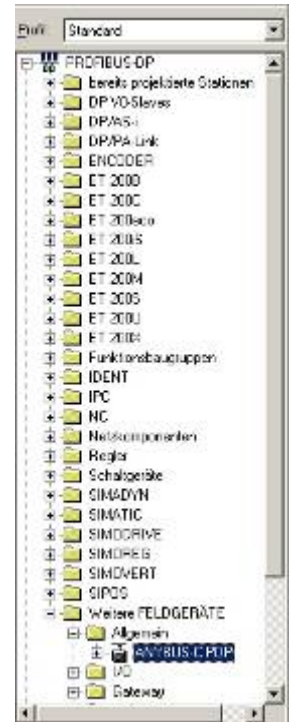 Profil: Standard
PROFIBUS-DP
bereits projektierte Stationen
DP V0-Slaves
DP/AS-i
DP/PA-Link
ENCODER
ET 200B
ET 200C
ET 200eco
ET 200iS
ET 200L
ET 200M
ET 200S
ET 200U
ET 200X
Funktionsbaugruppen
IDENT
IPC
NC
Netzkomponenten
Regler
Schaltgeräte
SIMADYN
SIMATIC
SIMODRIVE
SIMOREG
SIMOVERT
SIPOS
Weitere FELDGERÄTE
Allgemein
ANYBUS-C PDP
I/O
Gateway